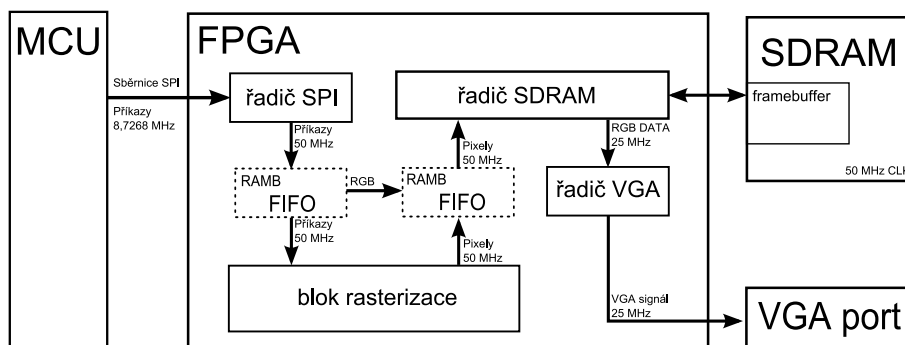 MCU
FPGA
SDRAM
Sběrnice SPI
Příkazy
8,7268 MHz
řadič SPI
řadič SDRAM
framebuffer
50 MHz CLK
Příkazy
50 MHz
Pixely
50 MHz
RGB DATA
25 MHz
RAMB
FIFO
RGB
RAMB
FIFO
řadič VGA
Příkazy
50 MHz
Pixely
50 MHz
blok rasterizace
VGA signál
25 MHz
VGA port